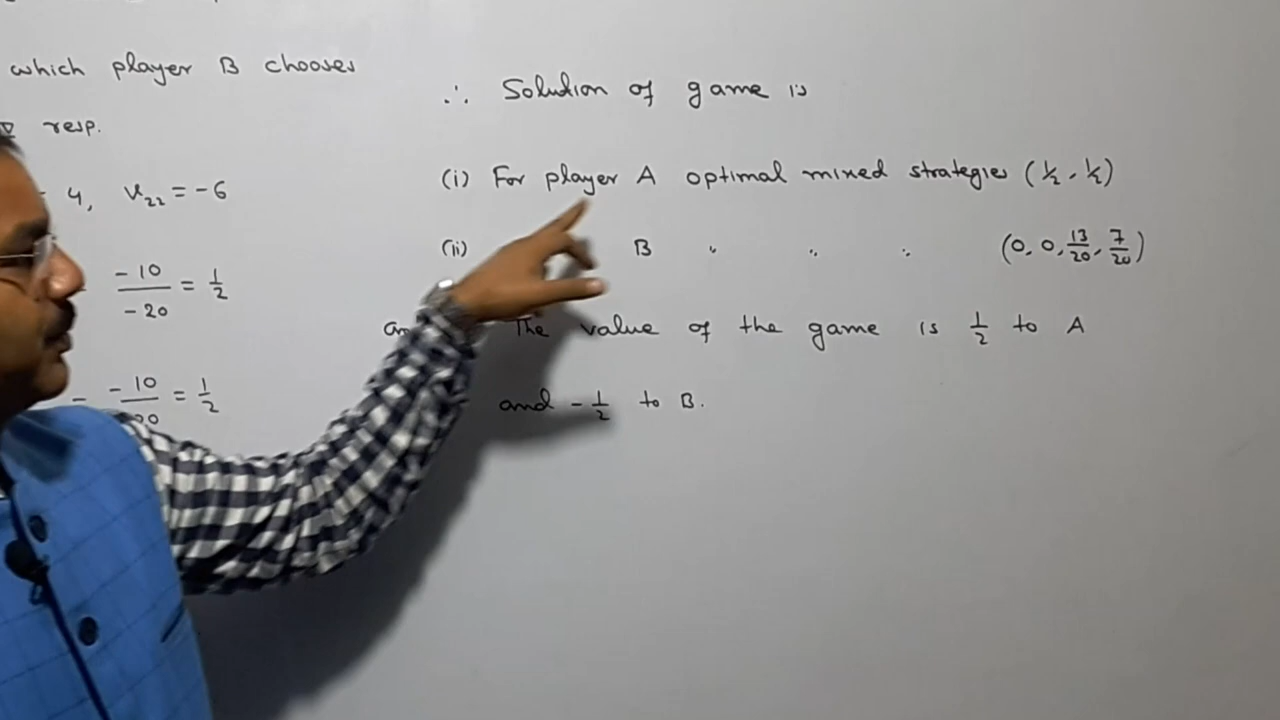 which player B chooses
resp.
4, v₂₂ = -6
-10/-20 = 1/2
- -10/ = 1/2
∴ Solution of game is
(i) For player A optimal mixed strategies (1/2, 1/2)
(ii) B " " " (0, 0, 13/20, 7/20)
The value of the game is 1/2 to A
and -1/2 to B.